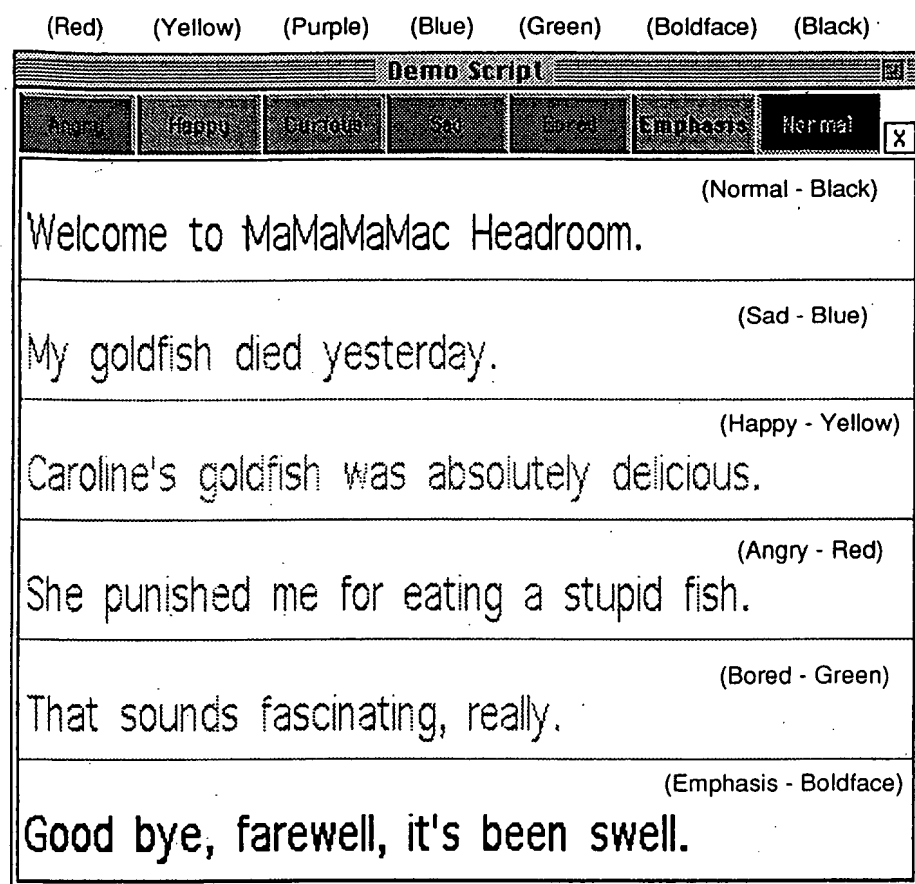 (Red) (Yellow) (Purple) (Blue) (Green) (Boldface) (Black)
Demo Script
Angry Happy Curious Sad Bored Emphasis Normal
X
(Normal - Black)
Welcome to MaMaMaMac Headroom.
(Sad - Blue)
My goldfish died yesterday.
(Happy - Yellow)
Caroline's goldfish was absolutely delicious.
(Angry - Red)
She punished me for eating a stupid fish.
(Bored - Green)
That sounds fascinating, really.
(Emphasis - Boldface)
Good bye, farewell, it's been swell.